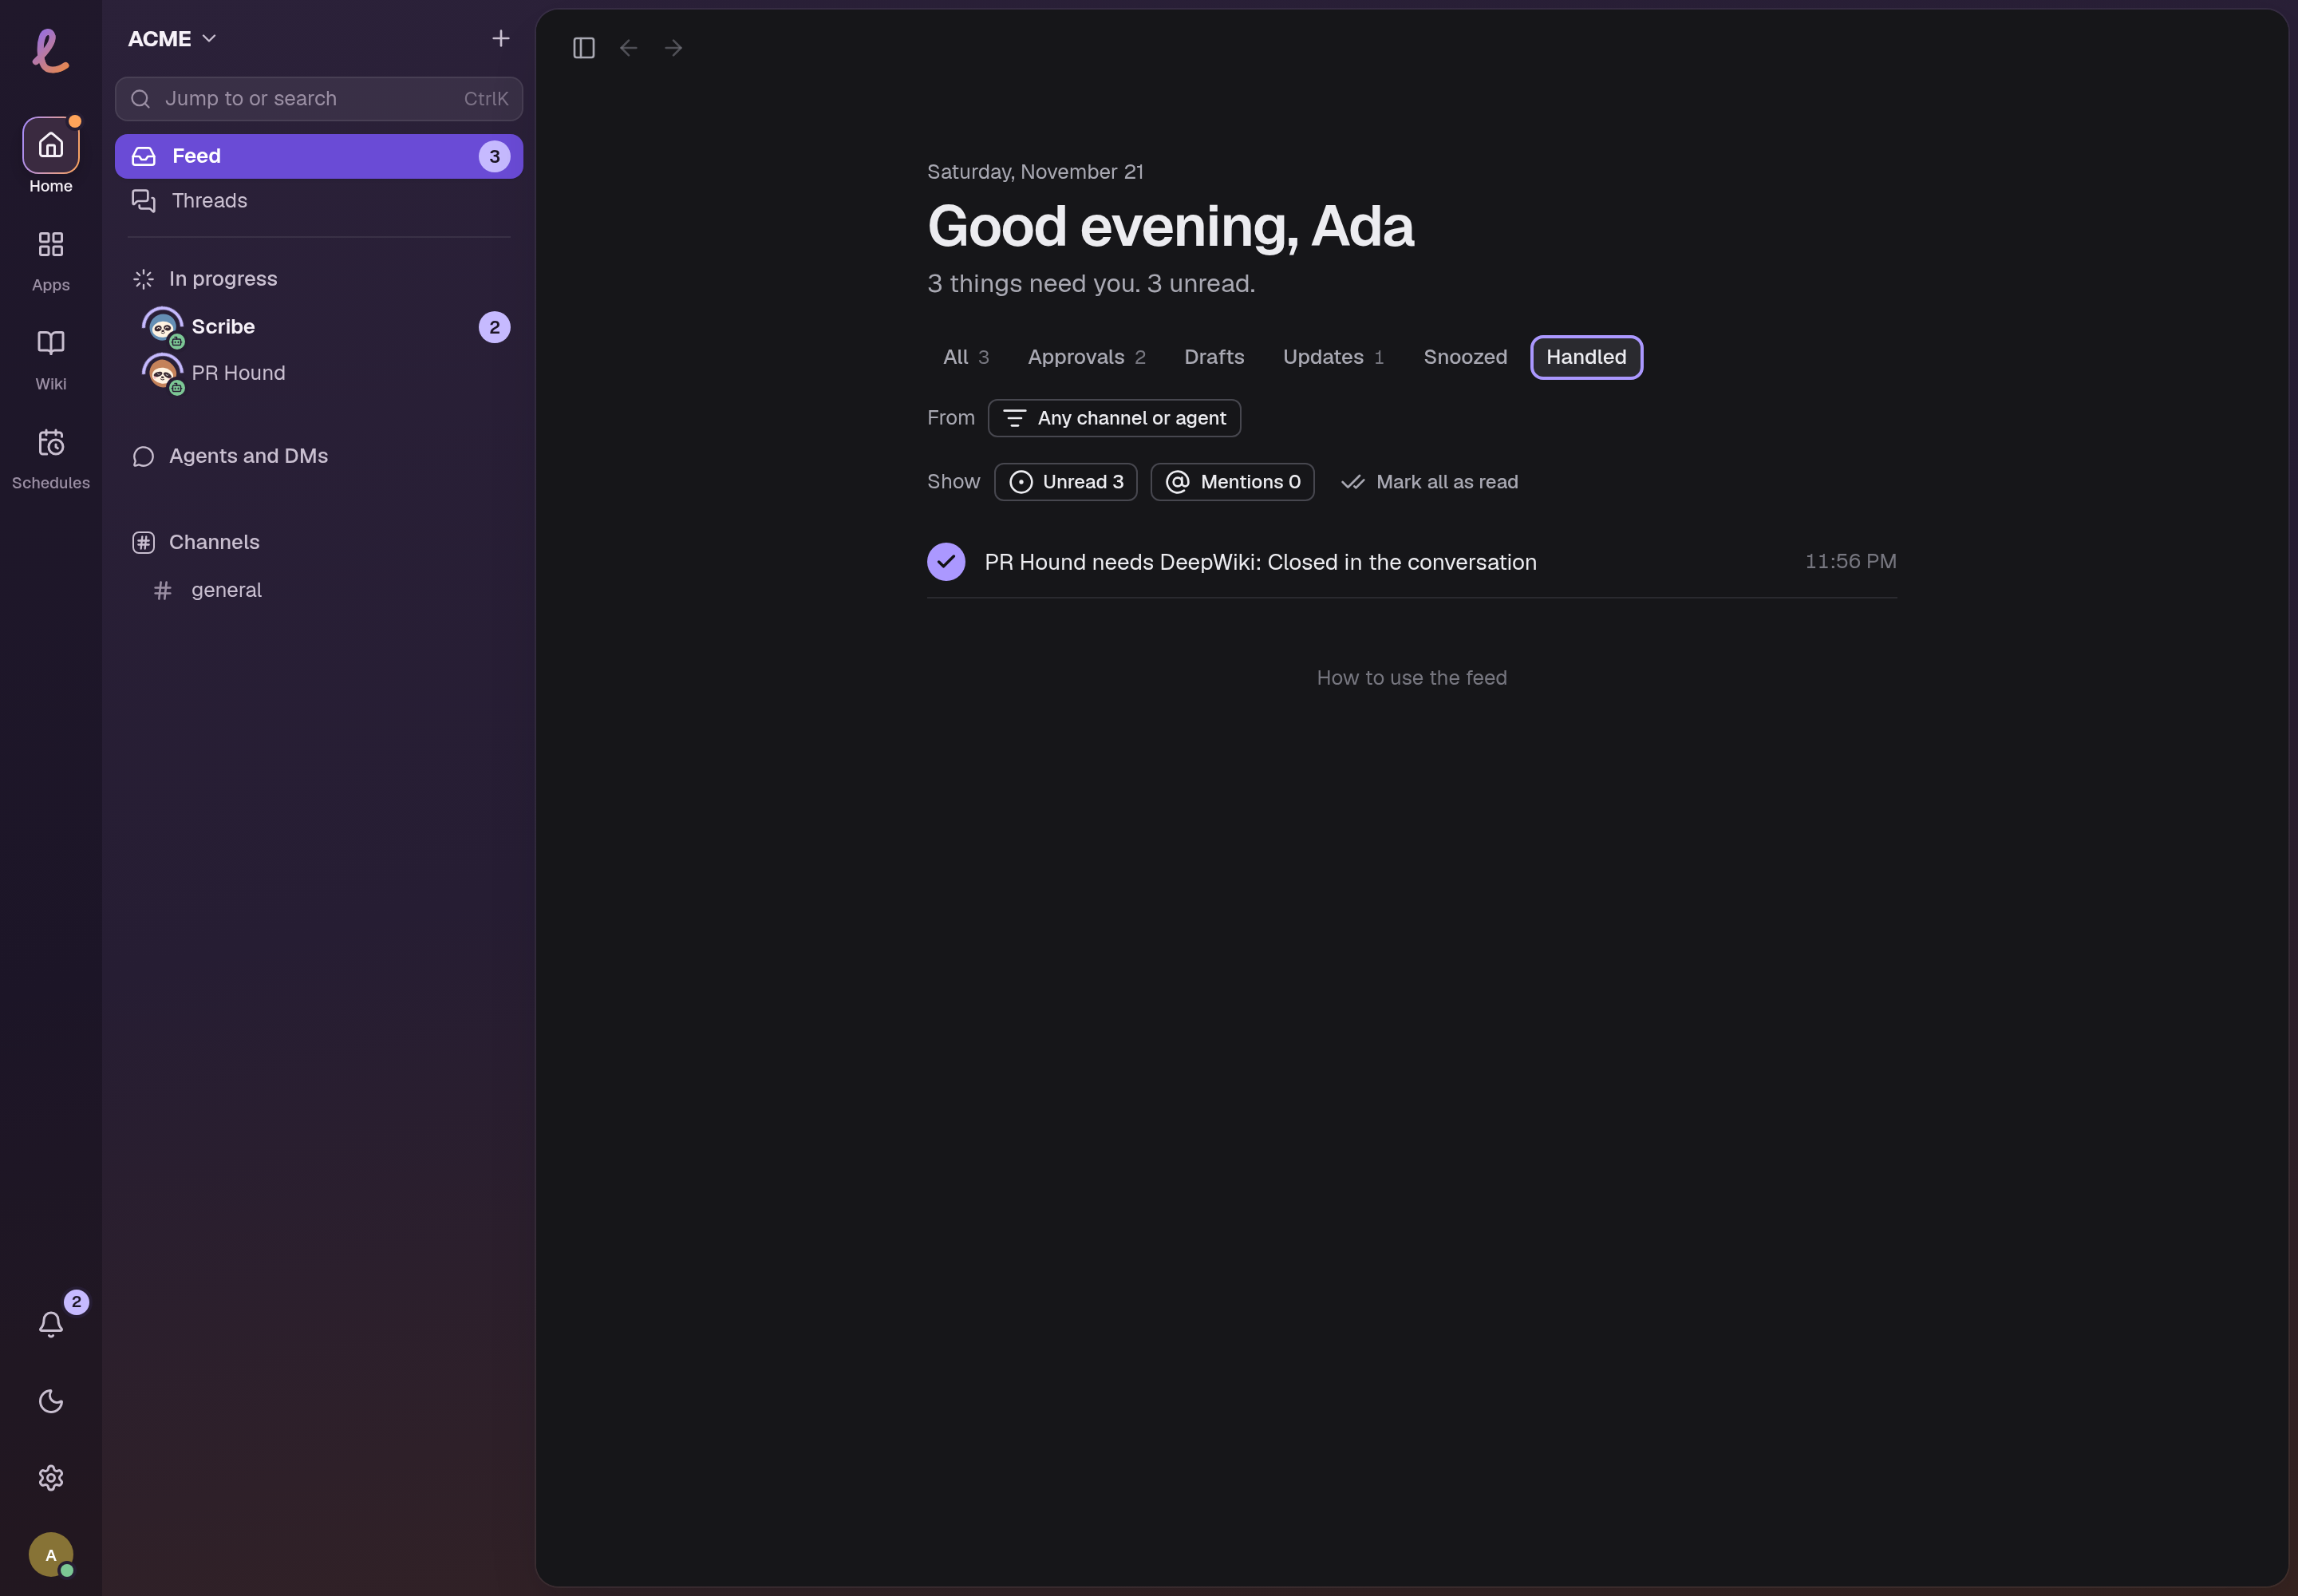 ACME
Jump to or search CtrlK
Feed 3
Threads
In progress
Scribe 2
PR Hound
Agents and DMs
Channels
general
Home
Apps
Wiki
Schedules
2
A
Saturday, November 21
Good evening, Ada
3 things need you. 3 unread.
All 3 Approvals 2 Drafts Updates 1 Snoozed Handled
From Any channel or agent
Show Unread 3 Mentions 0 Mark all as read
PR Hound needs DeepWiki: Closed in the conversation 11:56 PM
How to use the feed